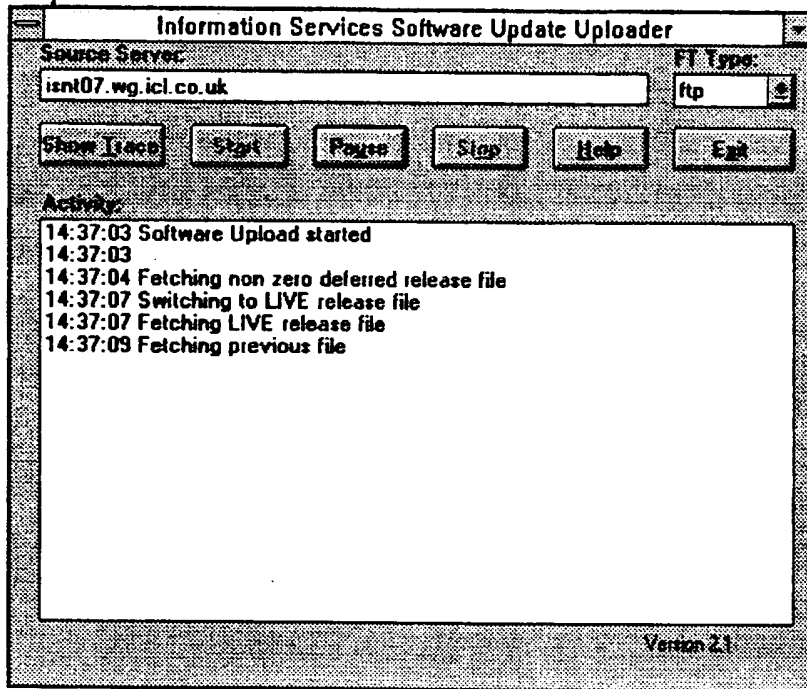 Information Services Software Update Uploader
Source Server:
FT Type:
isnt07.wg.icl.co.uk
ftp
Show Trace
Start
Pause
Stop
Help
Exit
Activity:
14:37:03 Software Upload started
14:37:03
14:37:04 Fetching non zero deferred release file
14:37:07 Switching to LIVE release file
14:37:07 Fetching LIVE release file
14:37:09 Fetching previous file
Version 2.1